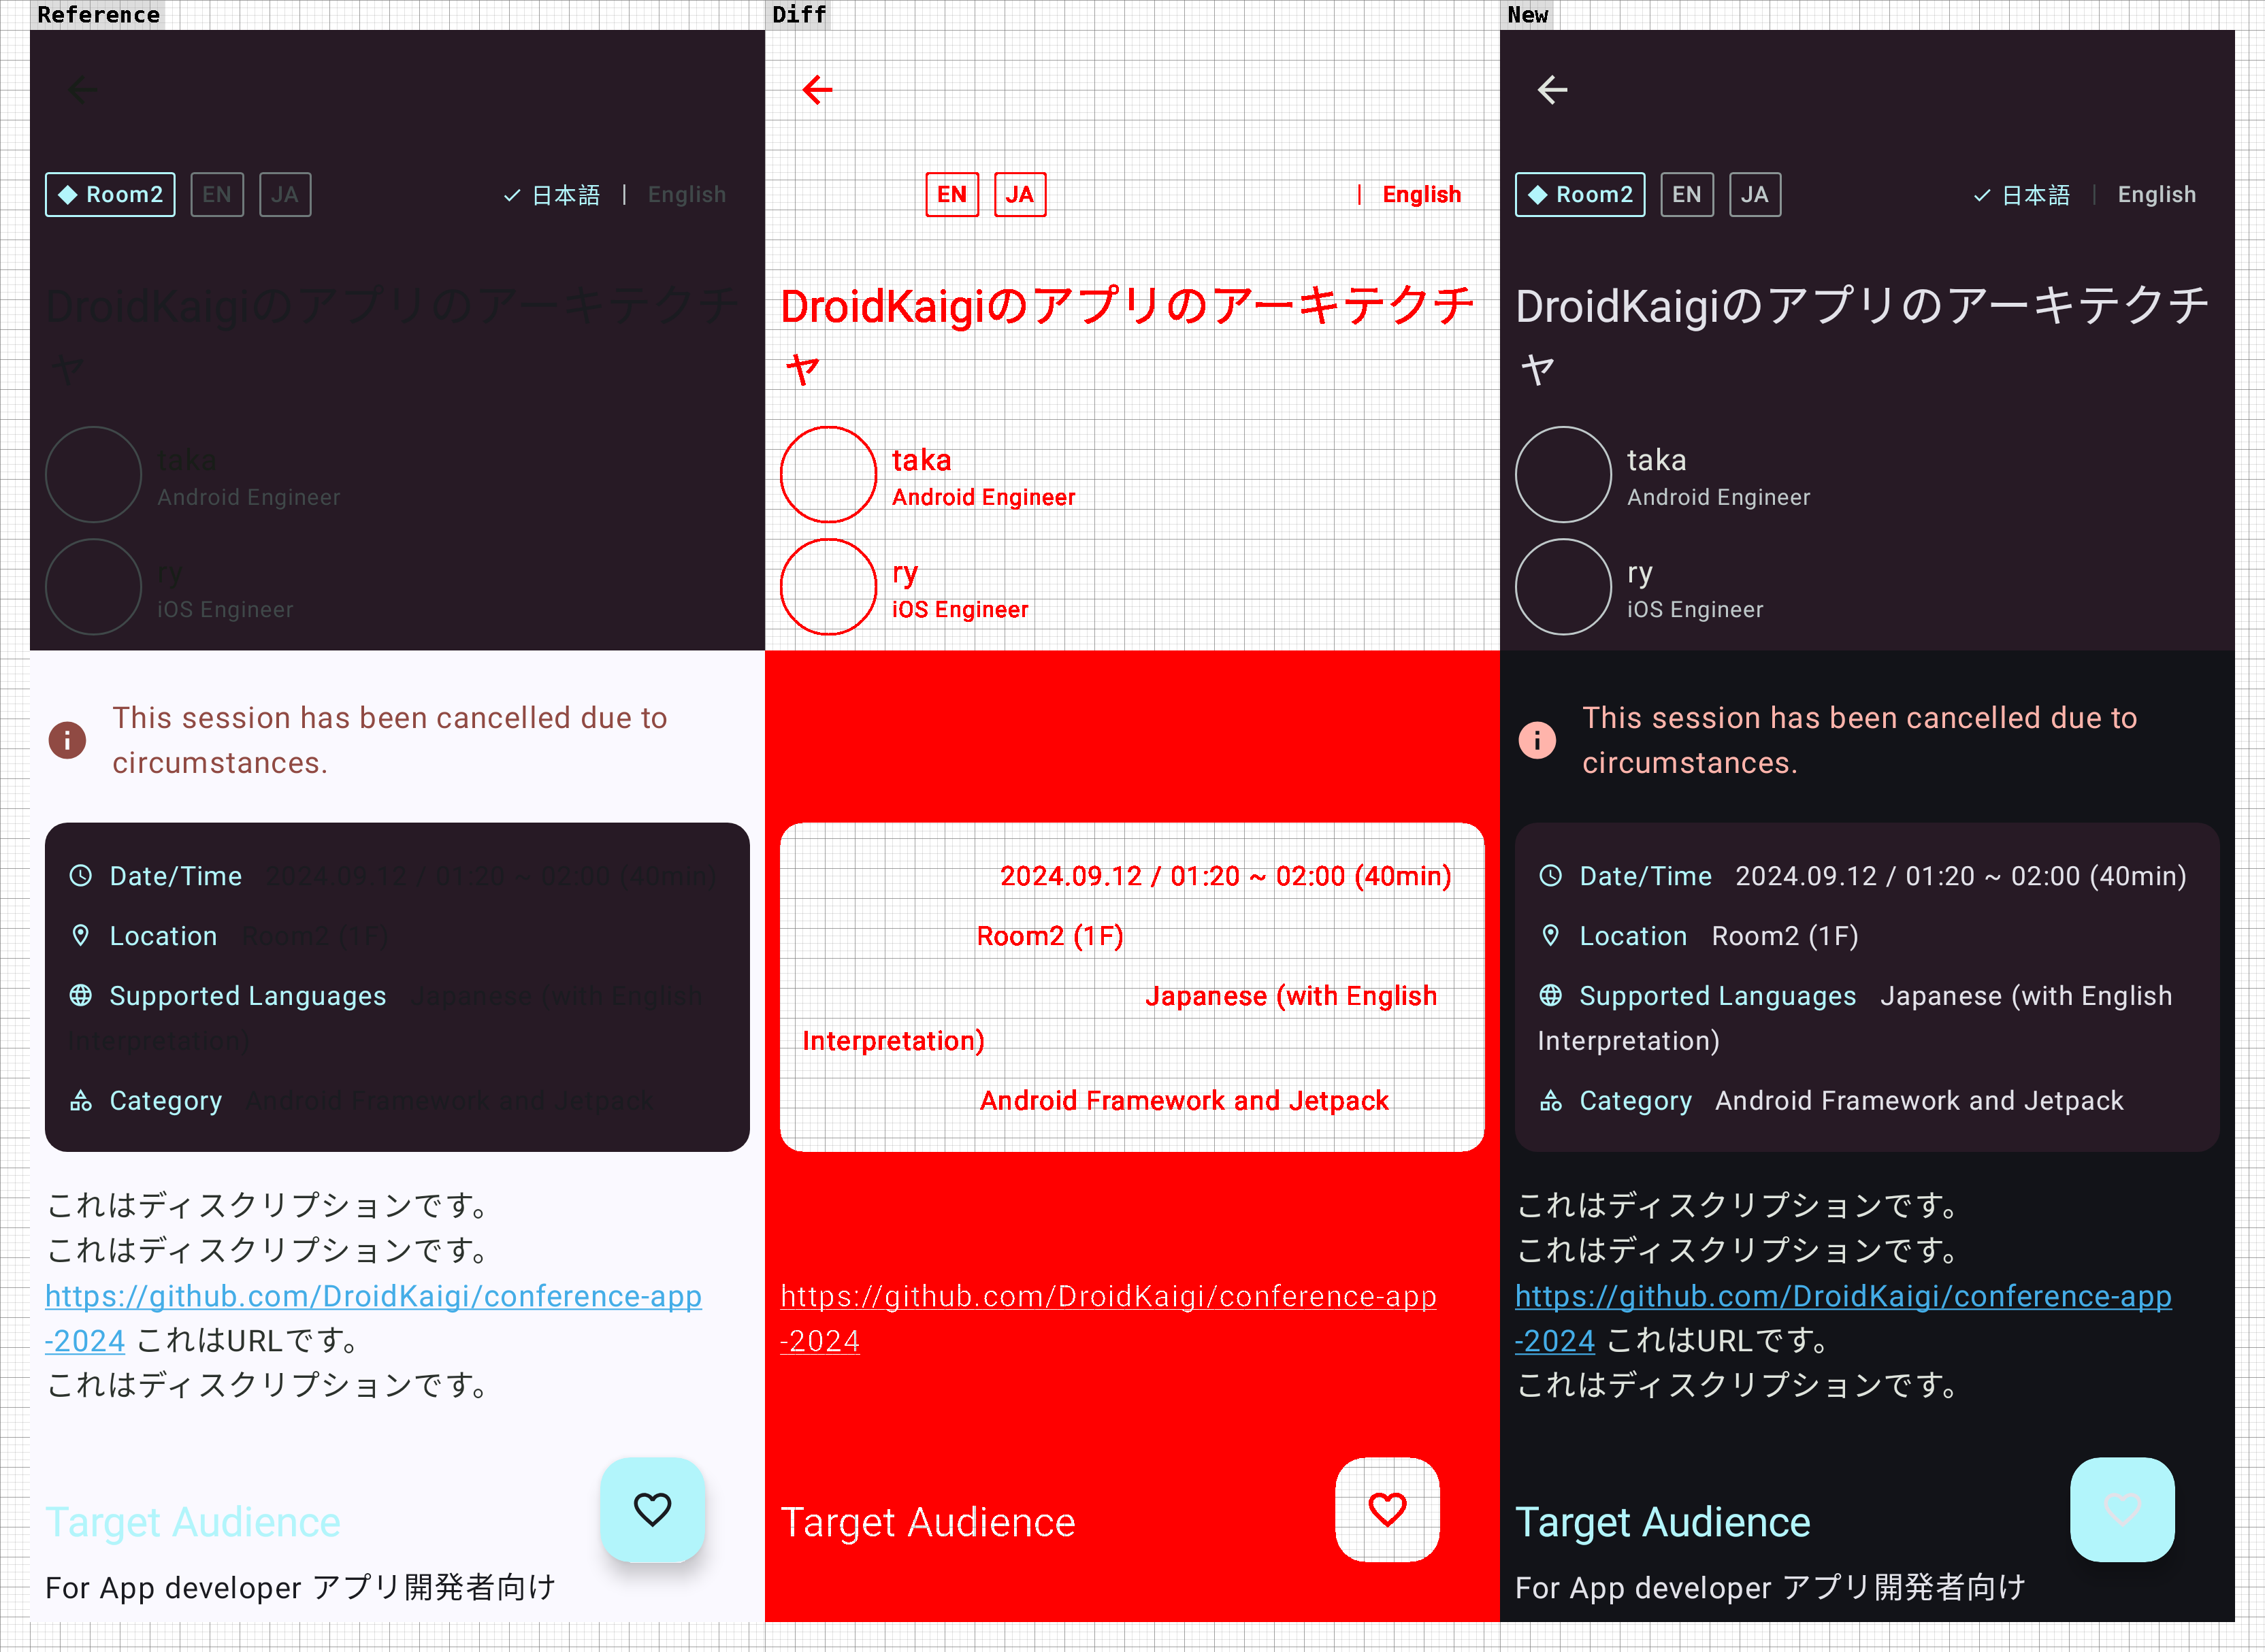 Reference
Room2
EN
JA
日本語
English
DroidKaigiのアプリのアーキテクチ
ャ
taka
Android Engineer
ry
iOS Engineer
This session has been cancelled due to
circumstances.
Date/Time 2024.09.12 / 01:20 ~ 02:00 (40min)
Location Room2 (1F)
Supported Languages Japanese (with English
Interpretation)
Category Android Framework and Jetpack
これはディスクリプションです。
これはディスクリプションです。
https://github.com/DroidKaigi/conference-app
-2024 これはURLです。
これはディスクリプションです。
Target Audience
For App developer アプリ開発者向け
Diff
EN
JA
English
DroidKaigiのアプリのアーキテクチ
ャ
taka
Android Engineer
ry
iOS Engineer
2024.09.12 / 01:20 ~ 02:00 (40min)
Room2 (1F)
Japanese (with English
Interpretation)
Android Framework and Jetpack
https://github.com/DroidKaigi/conference-app
-2024
Target Audience
New
Room2
EN
JA
日本語
English
DroidKaigiのアプリのアーキテクチ
ャ
taka
Android Engineer
ry
iOS Engineer
This session has been cancelled due to
circumstances.
Date/Time 2024.09.12 / 01:20 ~ 02:00 (40min)
Location Room2 (1F)
Supported Languages Japanese (with English
Interpretation)
Category Android Framework and Jetpack
これはディスクリプションです。
これはディスクリプションです。
https://github.com/DroidKaigi/conference-app
-2024 これはURLです。
これはディスクリプションです。
Target Audience
For App developer アプリ開発者向け